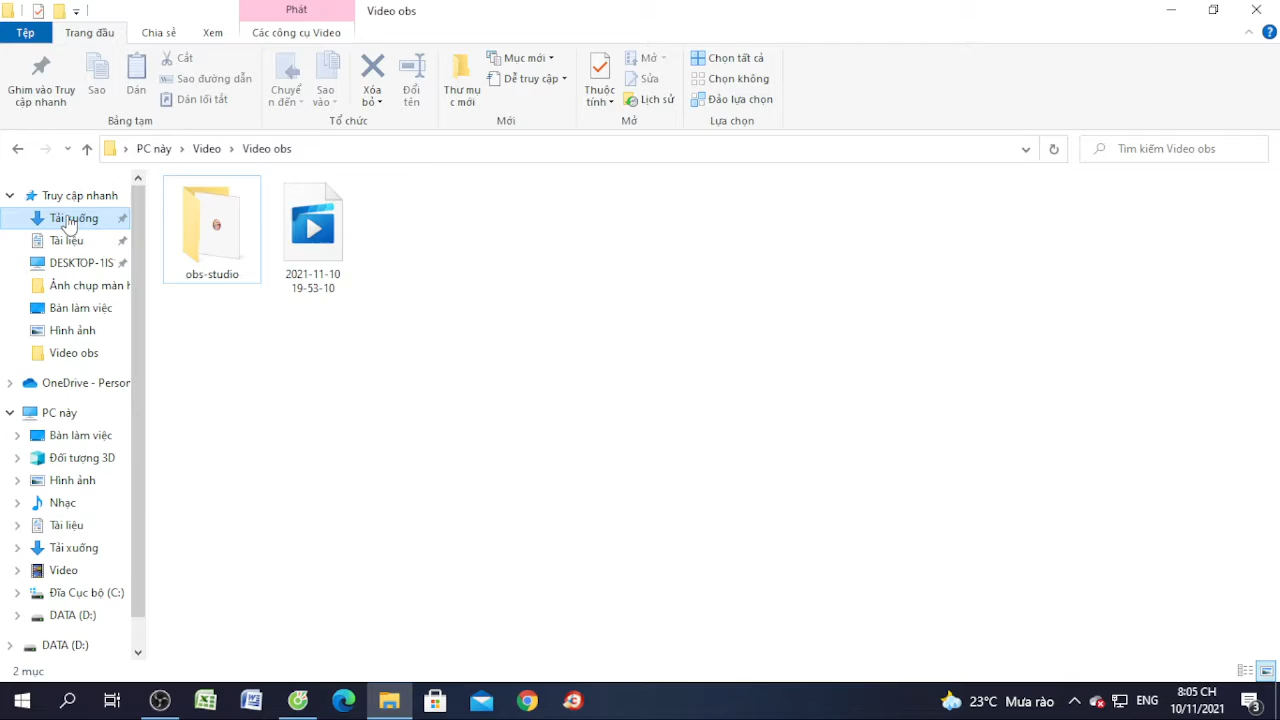 Phát
Video obs
Tệp
Trang đầu
Chia sẻ
Xem
Các công cụ Video
Ghim vào Truy
cập nhanh
Sao
Dán
Cắt
Sao đường dẫn
Dán lối tắt
Bảng tạm
Chuyể
n đến
Sao
vào
Xóa
bỏ
Đổi
tên
Tổ chức
Thư mụ
c mới
Mục mới
Dễ truy cập
Mới
Thuộc
tính
Mở
Sửa
Lịch sử
Mở
Chọn tất cả
Chọn không
Đảo lựa chọn
Lựa chọn
PC này
Video
Video obs
Tìm kiếm Video obs
Truy cập nhanh
Tải xuống
Tài liệu
DESKTOP-1IS
Ảnh chụp màn h
Bàn làm việc
Hình ảnh
Video obs
OneDrive - Person
PC này
Bàn làm việc
Đối tượng 3D
Hình ảnh
Nhạc
Tài liệu
Tải xuống
Video
Đĩa Cục bộ (C:)
DATA (D:)
DATA (D:)
obs-studio
2021-11-10
19-53-10
2 mục
23°C Mưa rào
ENG
8:05 CH
10/11/2021
3